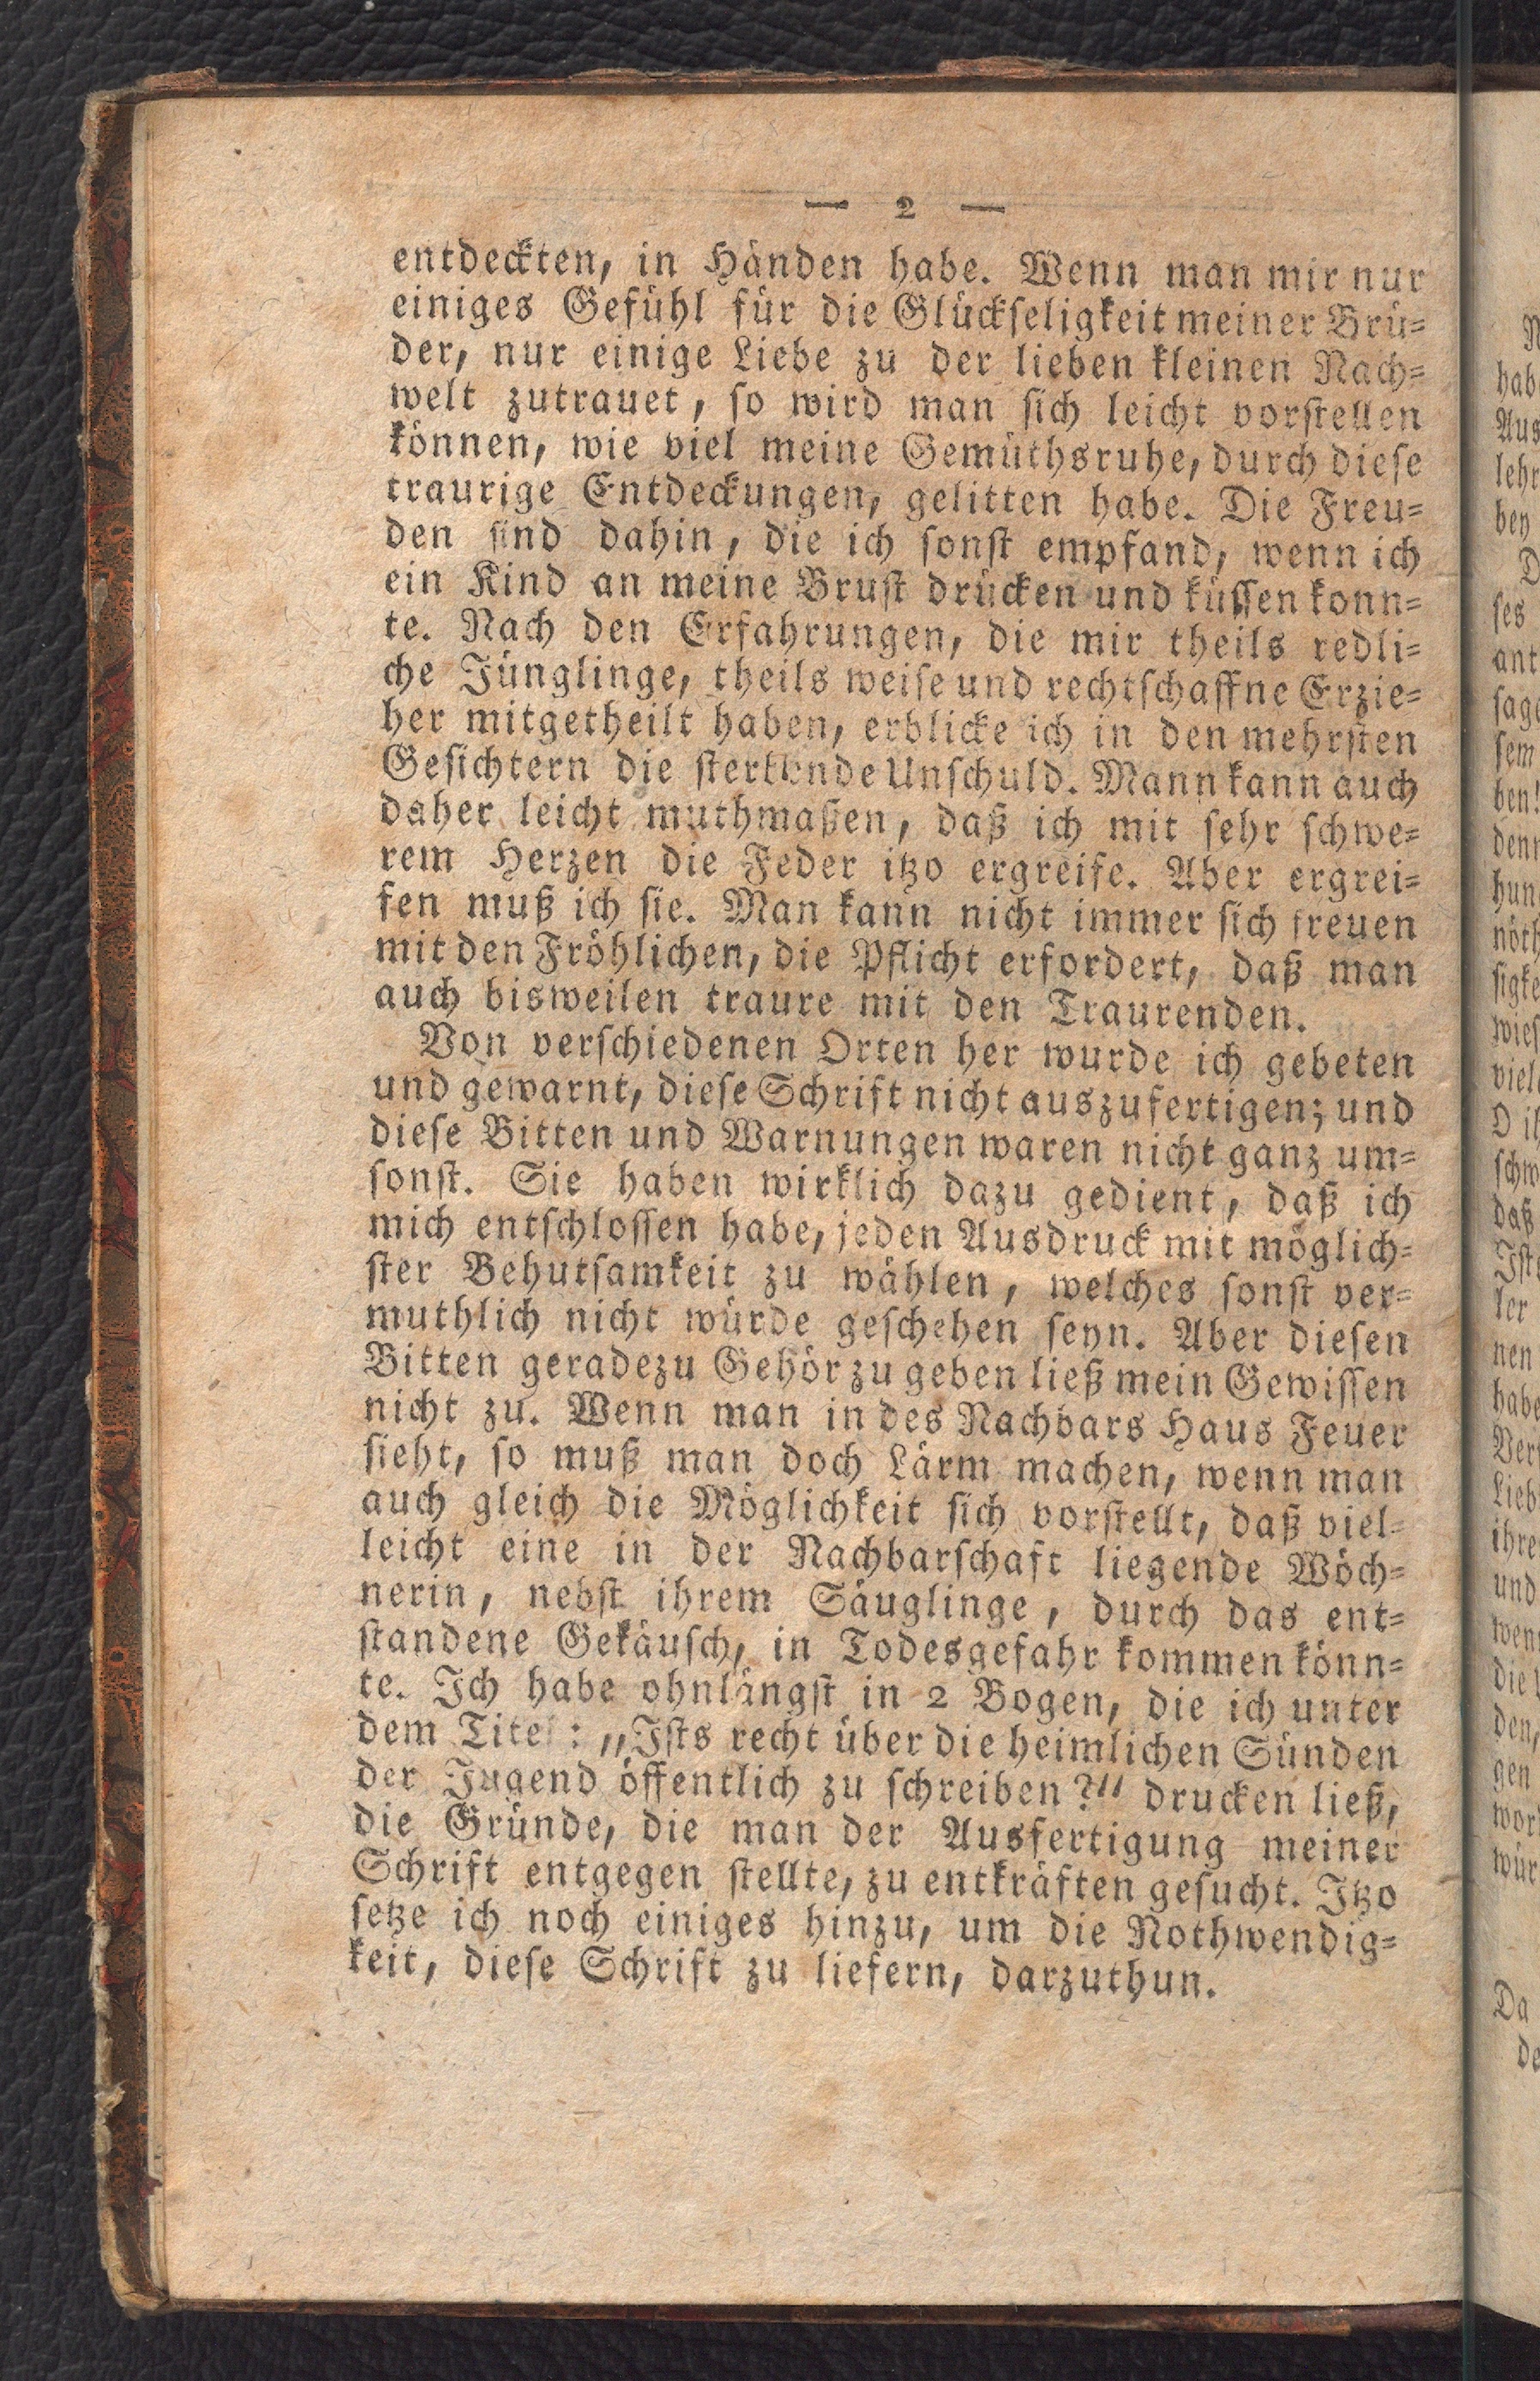 — 2 —
entdeckten, in Händen habe. Wenn man mir nur
einiges Gefühl für die Glückseligkeit meiner Brü-
der, nur einige Liebe zu der lieben kleinen Nach-
welt zutrauet, so wird man sich leicht vorstellen
können, wie viel meine Gemüthsruhe, durch diese
traurige Entdeckungen, gelitten habe. Die Freu-
den sind dahin, die ich sonst empfand, wenn ich
ein Kind an meine Brust drücken und küssen konn-
te. Nach den Erfahrungen, die mir theils redli-
che Jünglinge, theils weise und rechtschaffne Erzie-
her mitgetheilt haben, erblicke ich in den mehrsten
Gesichtern die sterbende Unschuld. Mann kann auch
daher leicht muthmaßen, daß ich mit sehr schwe-
rem Herzen die Feder itzo ergreife. Aber ergrei-
fen muß ich sie. Man kann nicht immer sich freuen
mit den Fröhlichen, die Pflicht erfordert, daß man
auch bisweilen traure mit den Traurenden.
Von verschiedenen Orten her wurde ich gebeten
und gewarnt, diese Schrift nicht auszufertigen; und
diese Bitten und Warnungen waren nicht ganz um-
sonst. Sie haben wirklich dazu gedient, daß ich
mich entschlossen habe, jeden Ausdruck mit möglich-
ster Behutsamkeit zu wählen, welches sonst ver-
muthlich nicht würde geschehen seyn. Aber diesen
Bitten geradezu Gehör zu geben ließ mein Gewissen
nicht zu. Wenn man in des Nachbars Haus Feuer
sieht, so muß man doch Lärm machen, wenn man
auch gleich die Möglichkeit sich vorstellt, daß viel-
leicht eine in der Nachbarschaft liegende Wöch-
nerin, nebst ihrem Säuglinge, durch das ent-
standene Gekäusch, in Todesgefahr kommen könn-
te. Ich habe ohnlängst in 2 Bogen, die ich unter
dem Titel: „Ists recht über die heimlichen Sünden
der Jugend öffentlich zu schreiben?“ drucken ließ,
die Gründe, die man der Ausfertigung meiner
Schrift entgegen stellte, zu entkräften gesucht. Itzo
setze ich noch einiges hinzu, um die Nothwendig-
keit, diese Schrift zu liefern, darzuthun.